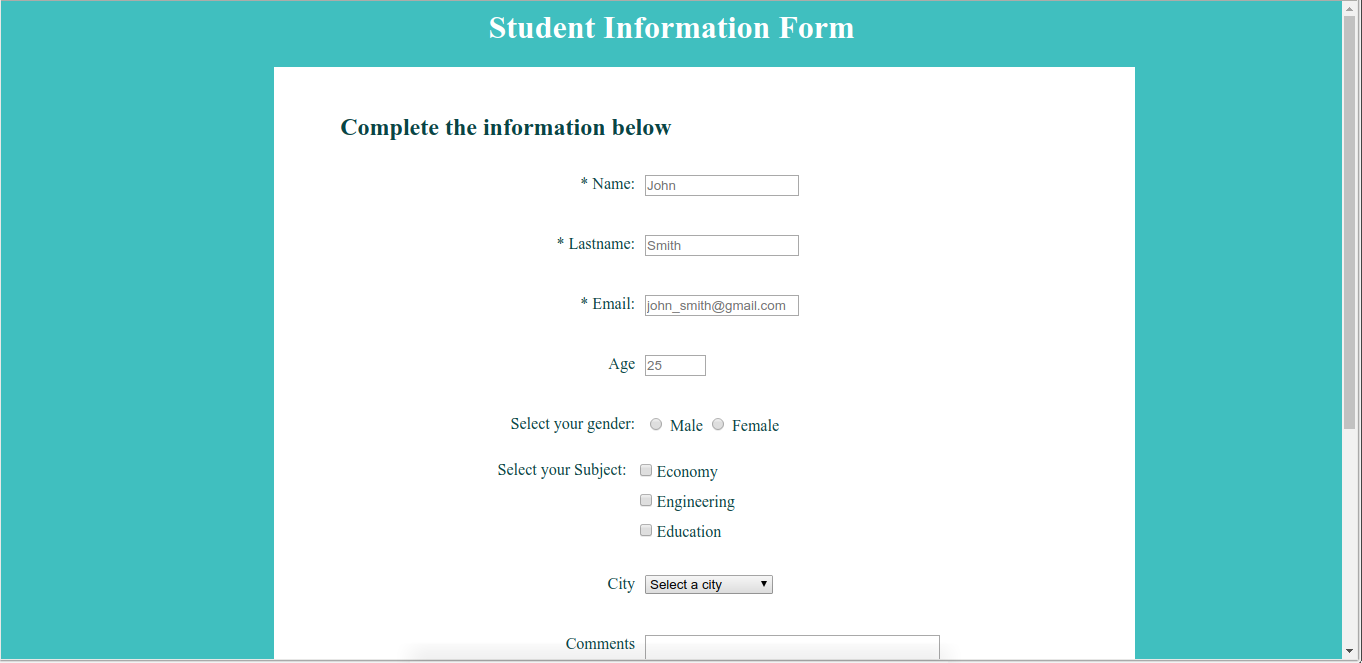 Student Information Form
Complete the information below
* Name: John
* Lastname: Smith
* Email: john_smith@gmail.com
Age 25
Select your gender: Male Female
Select your Subject: Economy
Engineering
Education
City Select a city
Comments